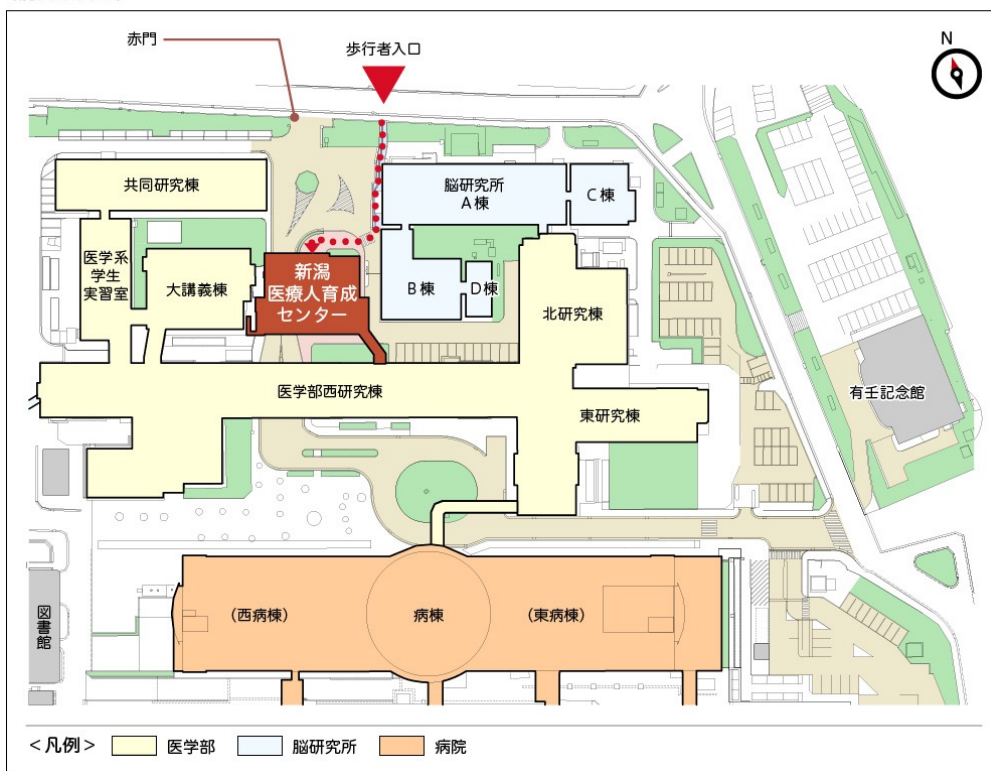 赤門
歩行者入口
N
共同研究棟
脳研究所
A棟
C棟
医学系
学生
実習室
大講義棟
新潟
医療人育成
センター
B棟
D棟
北研究棟
医学部西研究棟
東研究棟
有壬記念館
図書館
（西病棟）
病棟
（東病棟）
＜凡例＞
医学部
脳研究所
病院